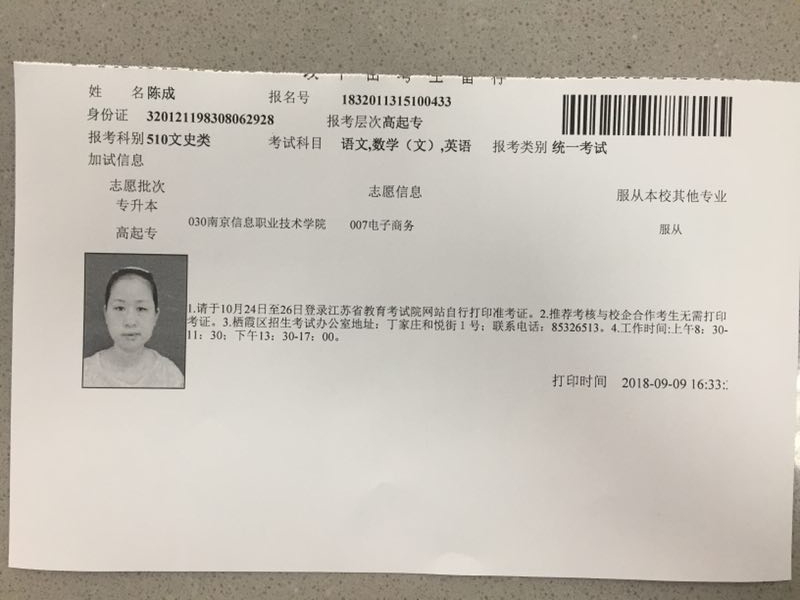 以下由考生留存
姓 名 陈成 报名号 1832011315100433
身份证 320121198308062928 报考层次 高起专
报考科别 510文史类 考试科目 语文,数学（文）,英语 报考类别 统一考试
加试信息
志愿批次 志愿信息 服从本校其他专业
专升本
高起专 030南京信息职业技术学院 007电子商务 服从
1.请于10月24日至26日登录江苏省教育考试院网站自行打印准考证。2.推荐考核与校企合作考生无需打印
考证。3.栖霞区招生考试办公室地址：丁家庄和悦街1号；联系电话：85326513。4.工作时间:上午8：30-
11：30；下午13：30-17：00。
打印时间 2018-09-09 16:33: